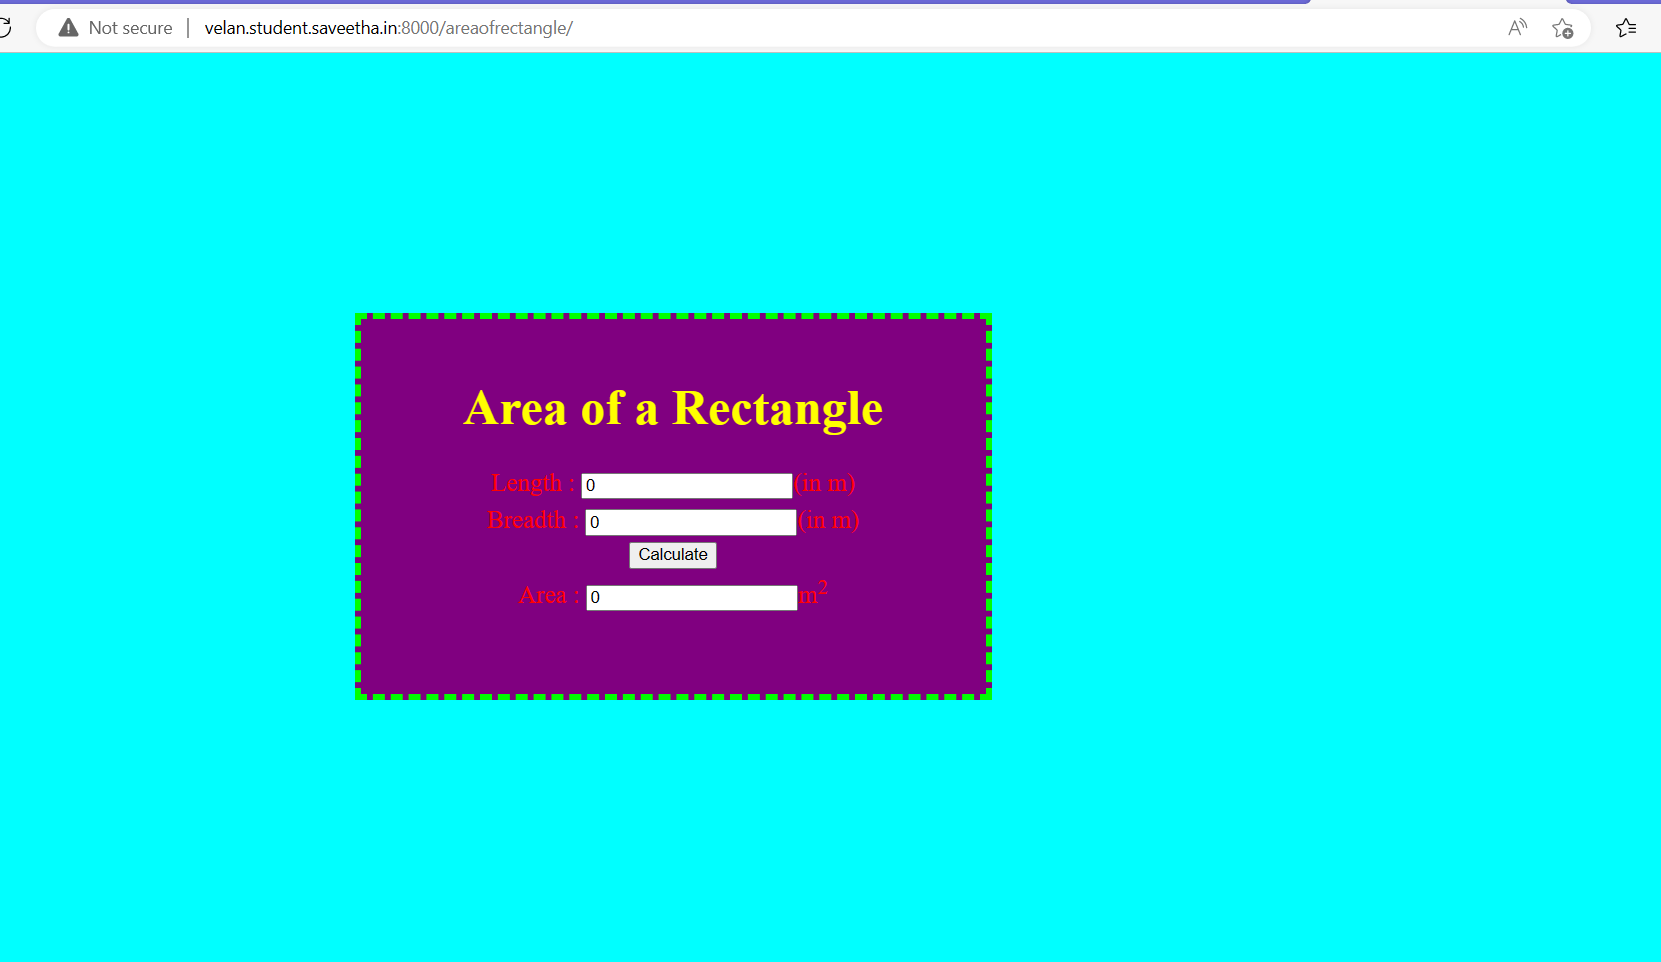 Not secure | velan.student.saveetha.in:8000/areaofrectangle/
Area of a Rectangle
Length : 0 (in m)
Breadth : 0 (in m)
Calculate
Area : 0 m²